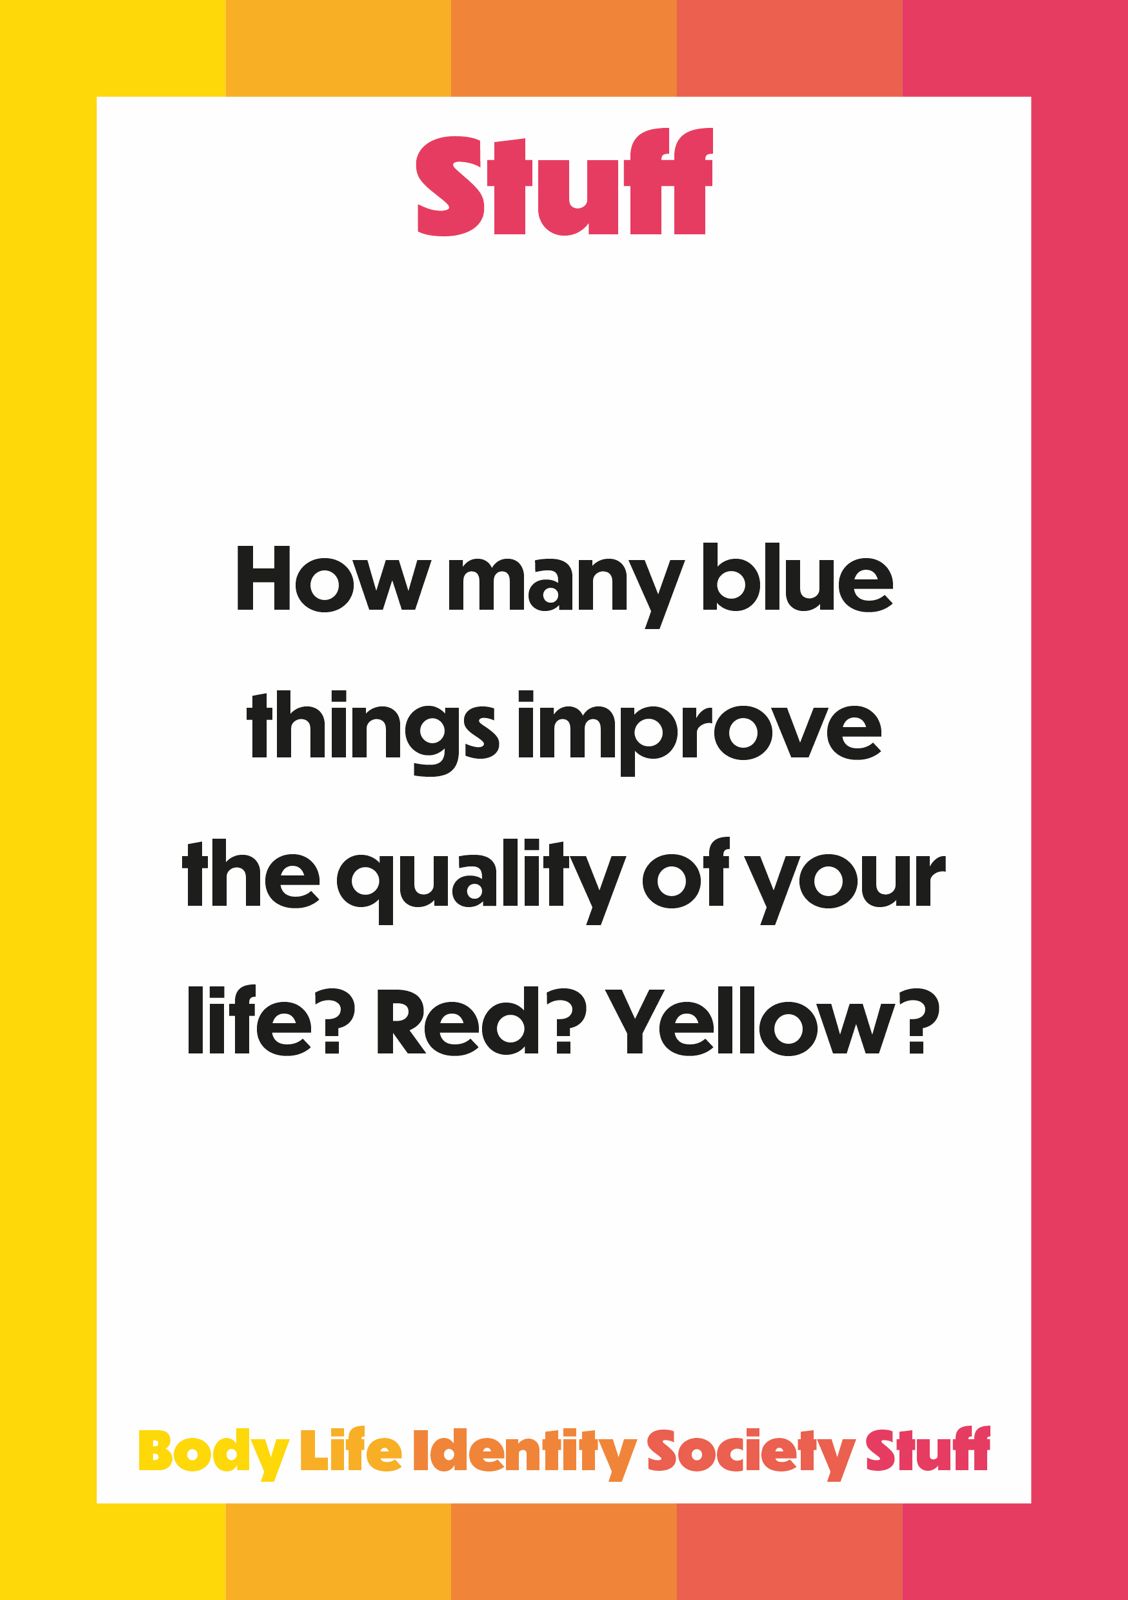 Stuff
How many blue
things improve
the quality of your
life? Red? Yellow?
Body Life Identity Society Stuff